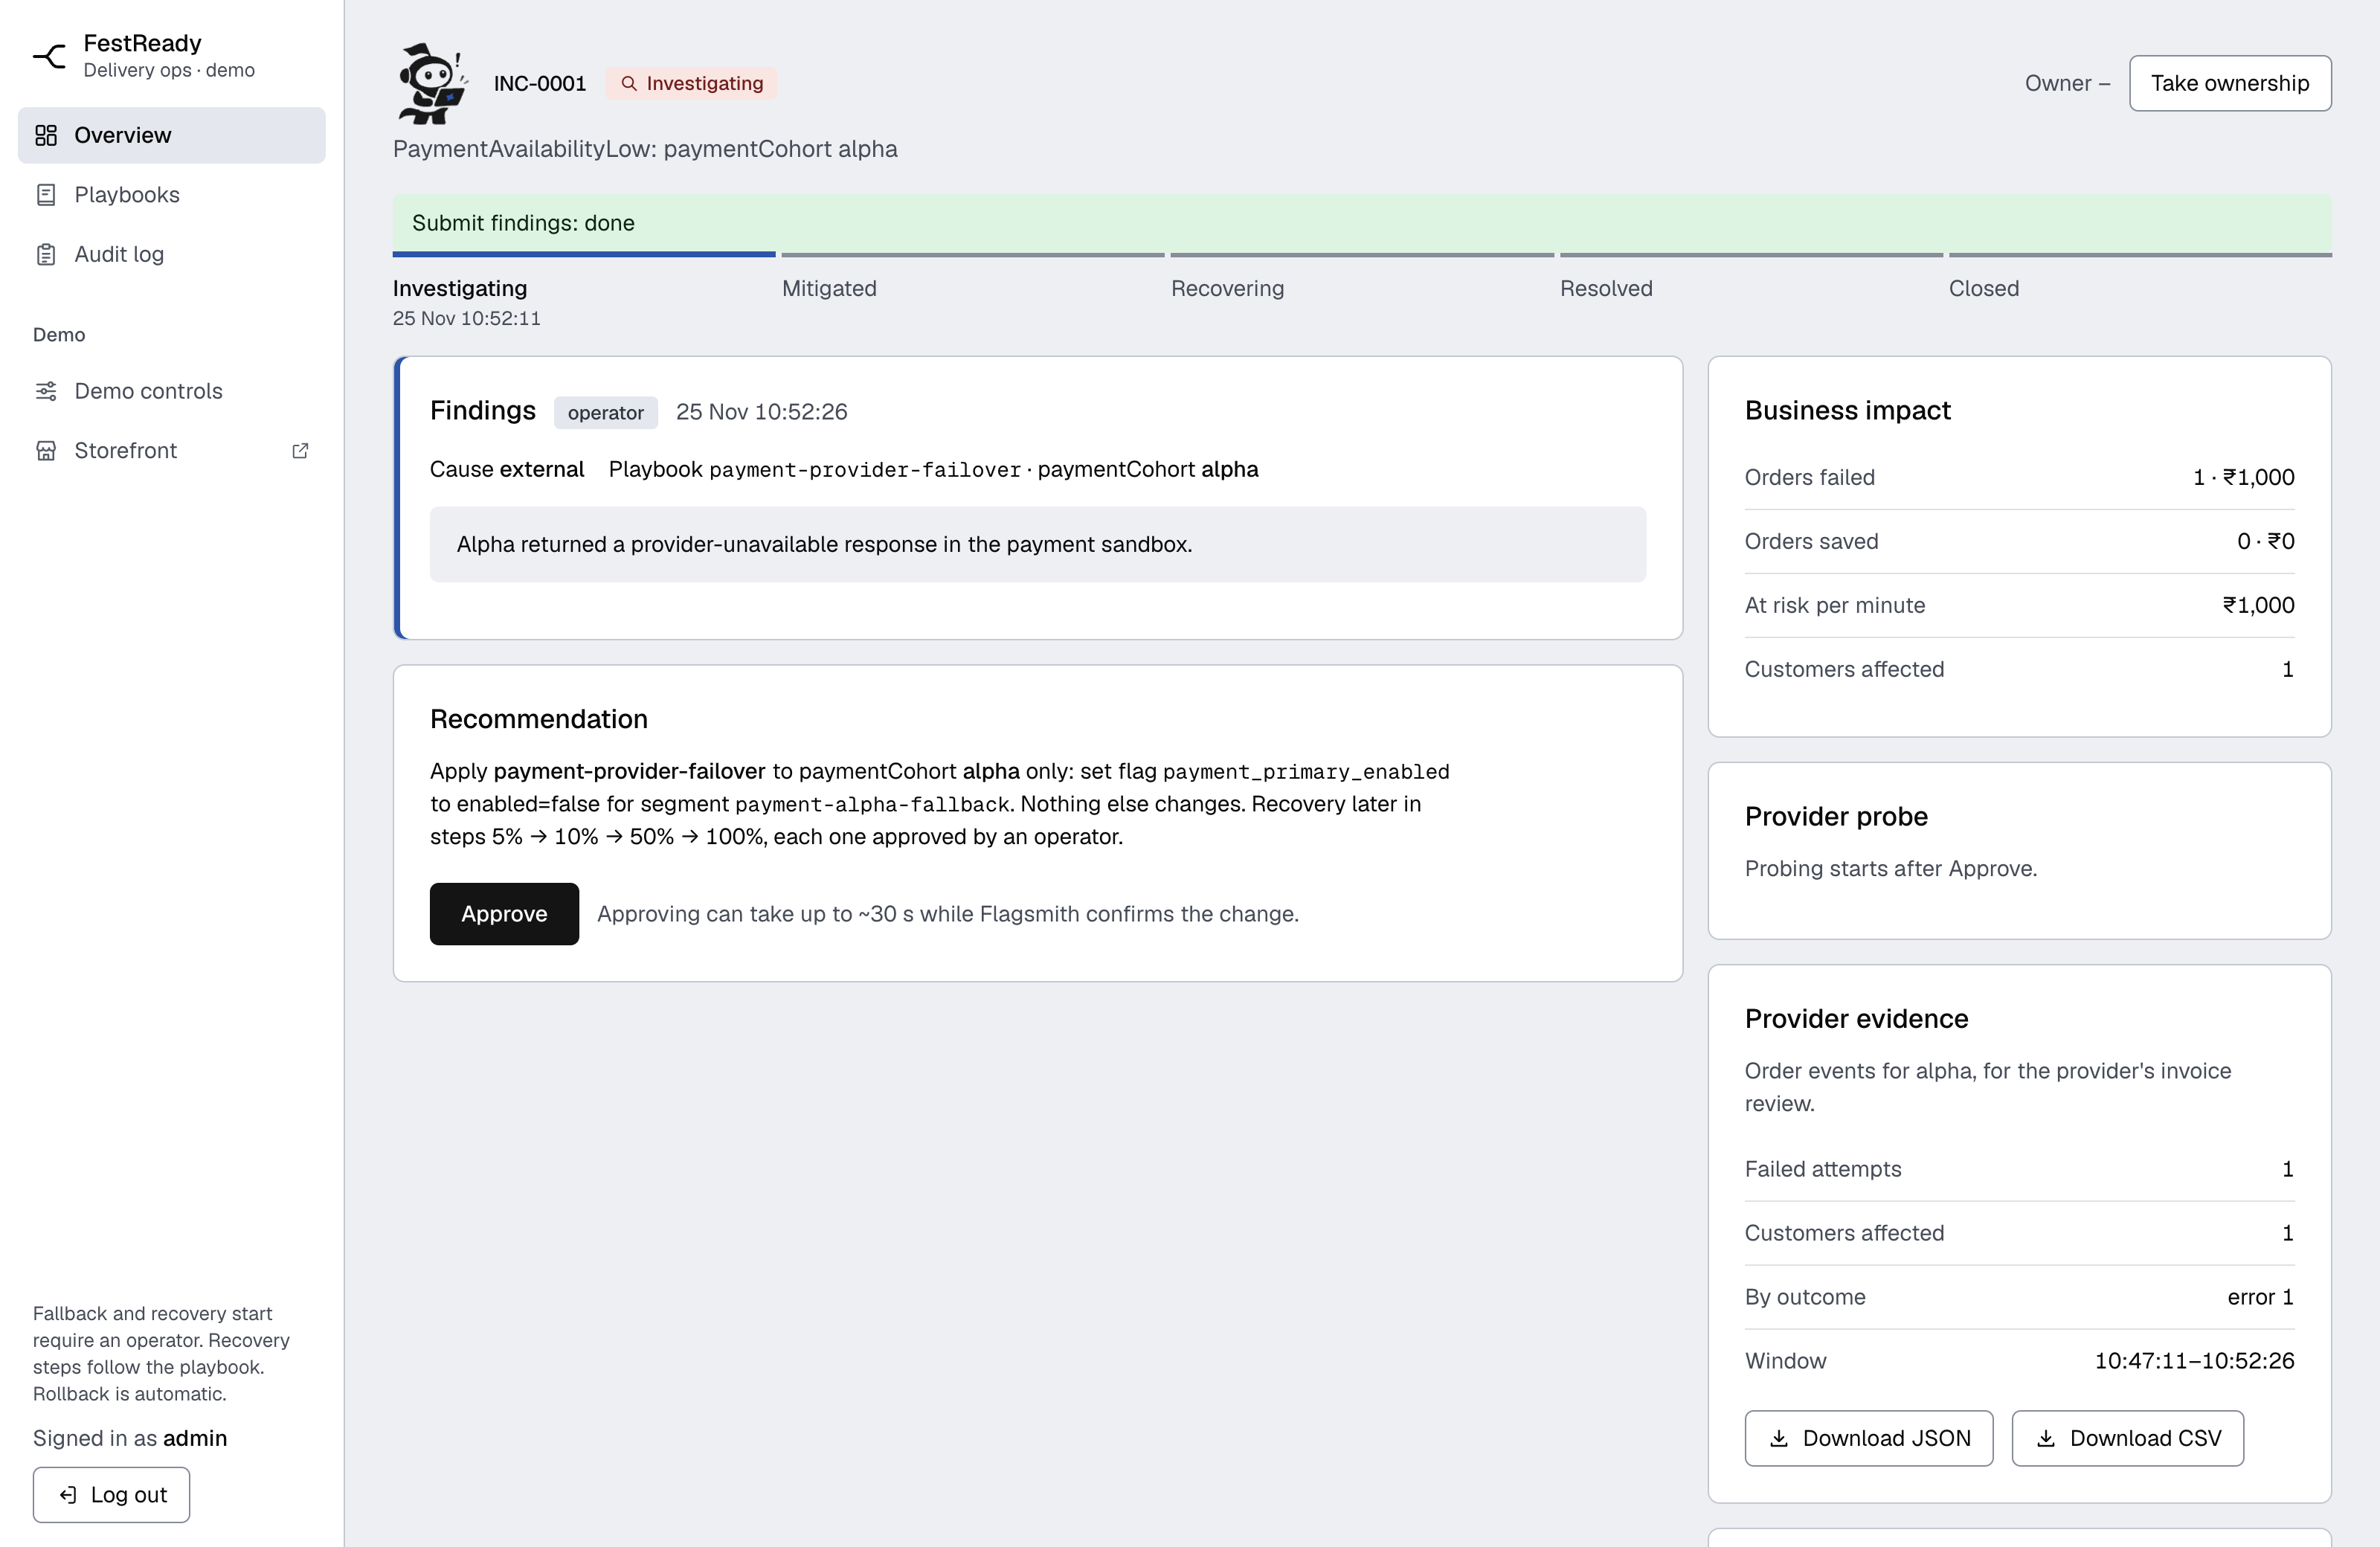 FestReady
Delivery ops · demo
Overview
Playbooks
Audit log
Demo
Demo controls
Storefront
Fallback and recovery start
require an operator. Recovery
steps follow the playbook.
Rollback is automatic.
Signed in as admin
Log out
INC-0001
Investigating
Owner –
Take ownership
PaymentAvailabilityLow: paymentCohort alpha
Submit findings: done
Investigating
25 Nov 10:52:11
Mitigated
Recovering
Resolved
Closed
Findings operator 25 Nov 10:52:26
Cause external Playbook payment-provider-failover · paymentCohort alpha
Alpha returned a provider-unavailable response in the payment sandbox.
Recommendation
Apply payment-provider-failover to paymentCohort alpha only: set flag payment_primary_enabled
to enabled=false for segment payment-alpha-fallback. Nothing else changes. Recovery later in
steps 5% → 10% → 50% → 100%, each one approved by an operator.
Approve
Approving can take up to ~30 s while Flagsmith confirms the change.
Business impact
Orders failed 1 · ₹1,000
Orders saved 0 · ₹0
At risk per minute ₹1,000
Customers affected 1
Provider probe
Probing starts after Approve.
Provider evidence
Order events for alpha, for the provider's invoice
review.
Failed attempts 1
Customers affected 1
By outcome error 1
Window 10:47:11–10:52:26
Download JSON
Download CSV